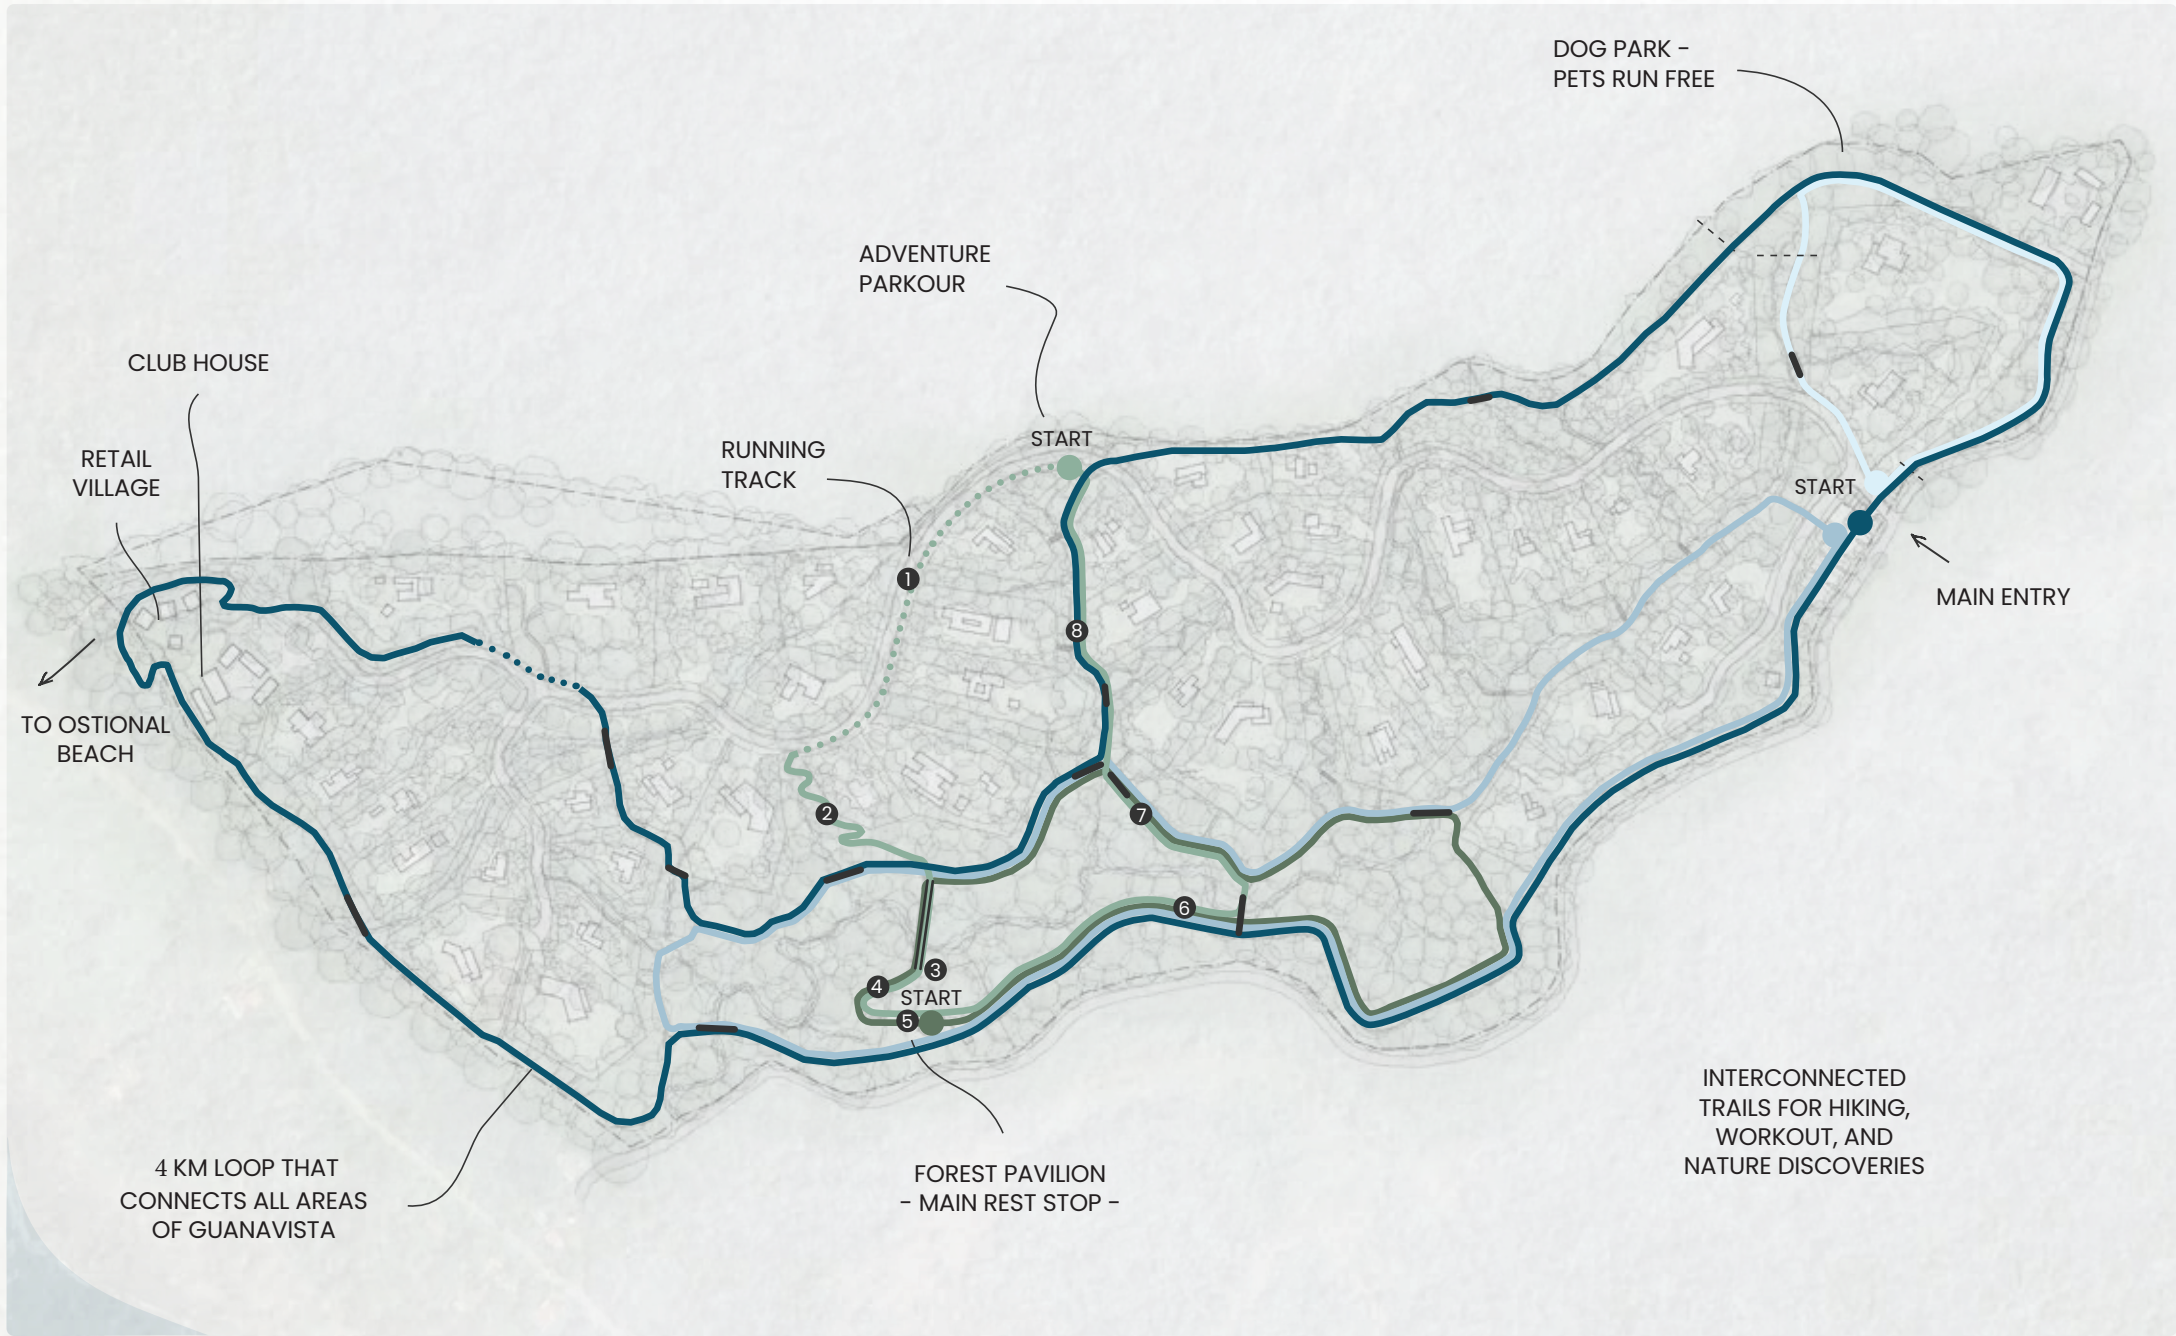 DOG PARK -
PETS RUN FREE
ADVENTURE
PARKOUR
CLUB HOUSE
START
RUNNING
TRACK
RETAIL
VILLAGE
START
1
MAIN ENTRY
8
TO OSTIONAL
BEACH
2
7
6
3
4
START
5
INTERCONNECTED
TRAILS FOR HIKING,
WORKOUT, AND
NATURE DISCOVERIES
4 KM LOOP THAT
CONNECTS ALL AREAS
OF GUANAVISTA
FOREST PAVILION
- MAIN REST STOP -